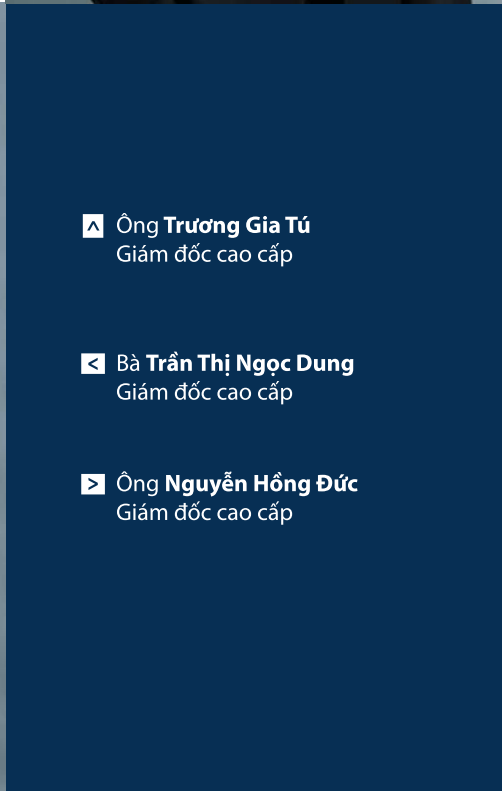 ^ Ông Trương Gia Tú
Giám đốc cao cấp
< Bà Trần Thị Ngọc Dung
Giám đốc cao cấp
> Ông Nguyễn Hồng Đức
Giám đốc cao cấp